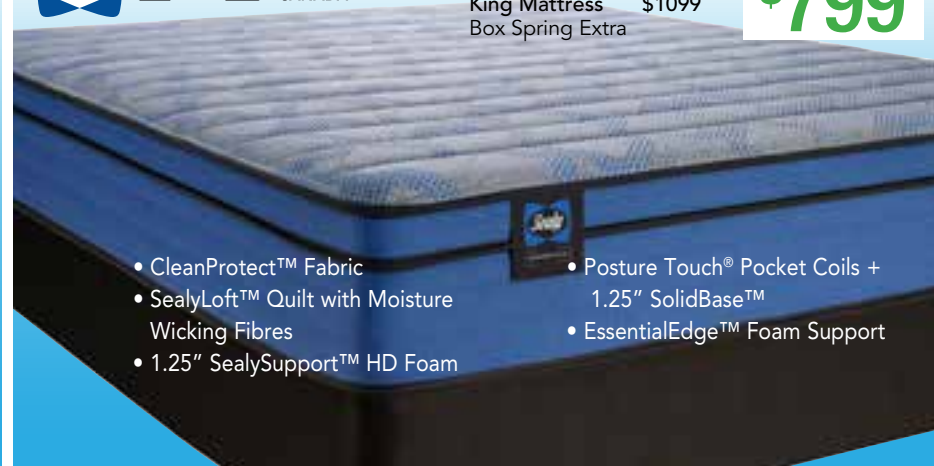 King Mattress $1099
Box Spring Extra
$799
Sealy
• CleanProtect™ Fabric
• SealyLoft™ Quilt with Moisture
Wicking Fibres
• 1.25” SealySupport™ HD Foam
• Posture Touch® Pocket Coils +
1.25” SolidBase™
• EssentialEdge™ Foam Support